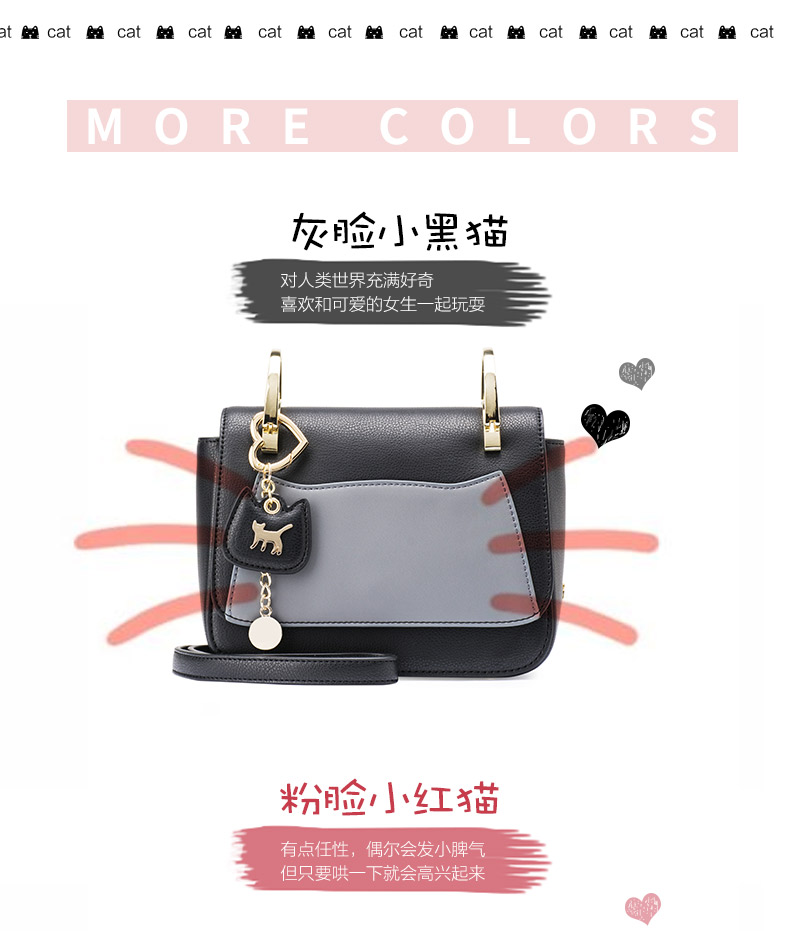 at cat cat cat cat cat cat cat cat cat cat cat
MORE COLORS
灰脸小黑猫
对人类世界充满好奇
喜欢和可爱的女生一起玩耍
粉脸小红猫
有点任性，偶尔会发小脾气
但只要哄一下就会高兴起来